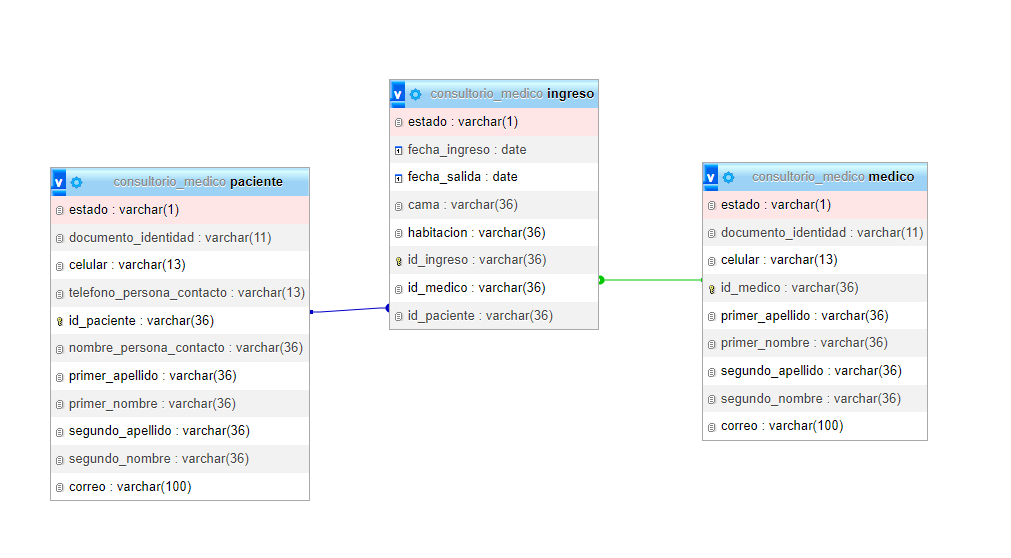 consultorio_medico paciente
estado : varchar(1)
documento_identidad : varchar(11)
celular : varchar(13)
telefono_persona_contacto : varchar(13)
id_paciente : varchar(36)
nombre_persona_contacto : varchar(36)
primer_apellido : varchar(36)
primer_nombre : varchar(36)
segundo_apellido : varchar(36)
segundo_nombre : varchar(36)
correo : varchar(100)
consultorio_medico ingreso
estado : varchar(1)
fecha_ingreso : date
fecha_salida : date
cama : varchar(36)
habitacion : varchar(36)
id_ingreso : varchar(36)
id_medico : varchar(36)
id_paciente : varchar(36)
consultorio_medico medico
estado : varchar(1)
documento_identidad : varchar(11)
celular : varchar(13)
id_medico : varchar(36)
primer_apellido : varchar(36)
primer_nombre : varchar(36)
segundo_apellido : varchar(36)
segundo_nombre : varchar(36)
correo : varchar(100)